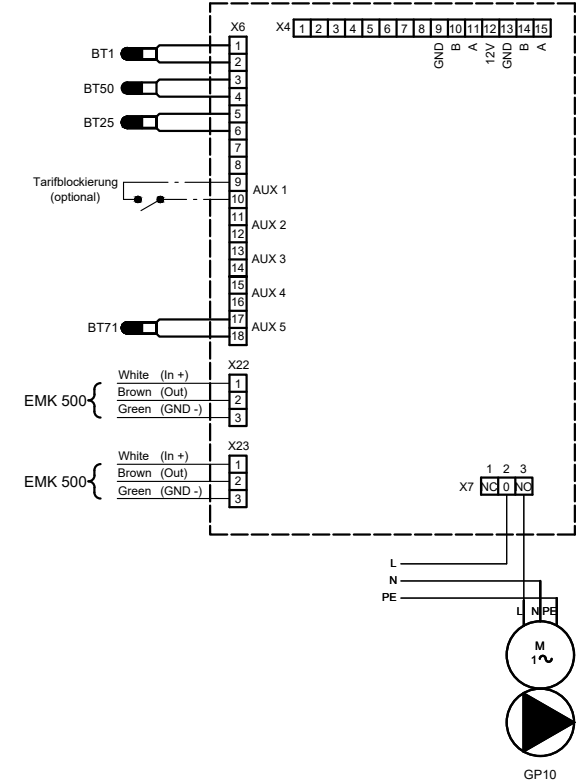 X6
X4 1 2 3 4 5 6 7 8 9 10 11 12 13 14 15
GND B A 12V GND B A
BT1
1
2
BT50
3
4
BT25
5
6
7
8
Tarifblockierung
(optional)
9
10
AUX 1
11
12
AUX 2
13
14
AUX 3
15
16
AUX 4
BT71
17
18
AUX 5
X22
EMK 500
White (In +) 1
Brown (Out) 2
Green (GND -) 3
X23
EMK 500
White (In +) 1
Brown (Out) 2
Green (GND -) 3
1 2 3
X7 NC 0 NO
L
N
PE
L N PE
M
1~
GP10